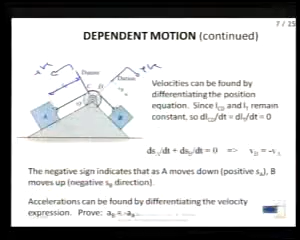 7 / 15
DEPENDENT MOTION (continued)
Datum
Datum
C D
A
B
Velocities can be found by
differentiating the position
equation. Since l_CD and l_T remain
constant, so dl_CD/dt = dl_T/dt = 0
ds_A/dt + ds_B/dt = 0 => v_B = -v_A
The negative sign indicates that as A moves down (positive s_A), B
moves up (negative s_B direction).
Accelerations can be found by differentiating the velocity
expression. Prove: a_B = -a_A